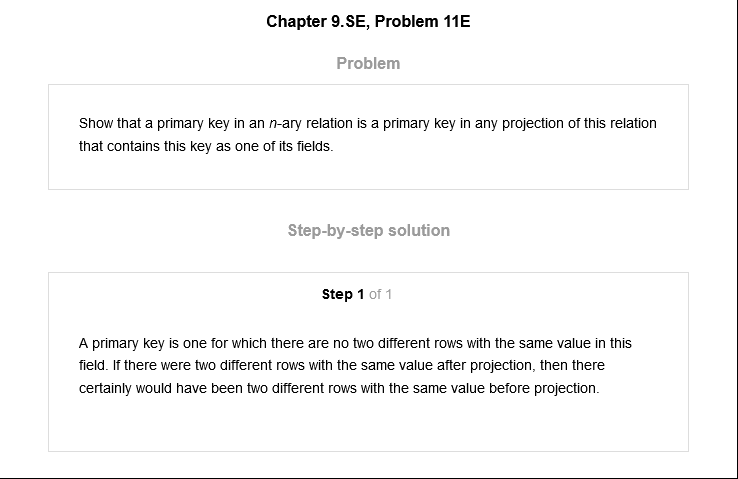 Chapter 9.SE, Problem 11E
Problem
Show that a primary key in an n-ary relation is a primary key in any projection of this relation
that contains this key as one of its fields.
Step-by-step solution
Step 1 of 1
A primary key is one for which there are no two different rows with the same value in this
field. If there were two different rows with the same value after projection, then there
certainly would have been two different rows with the same value before projection.